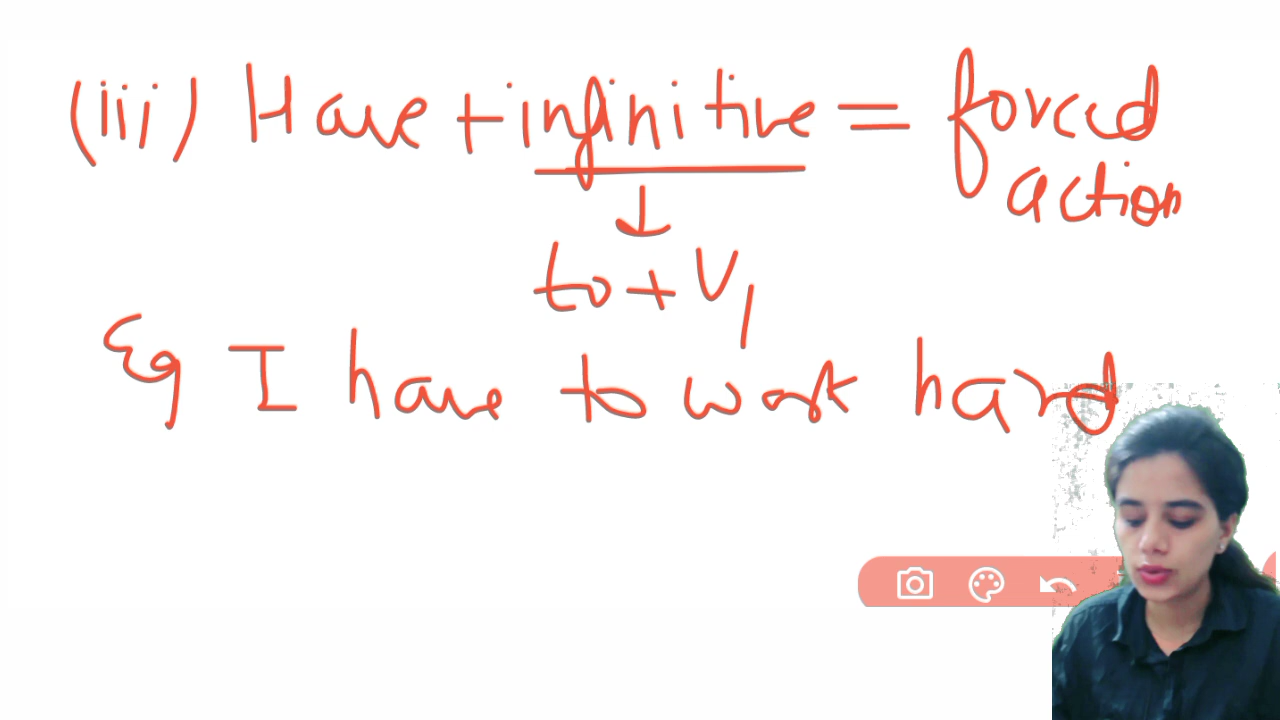 (iii) Have + infinitive = forced
action
↓
to + V1
Eg I have to work hard